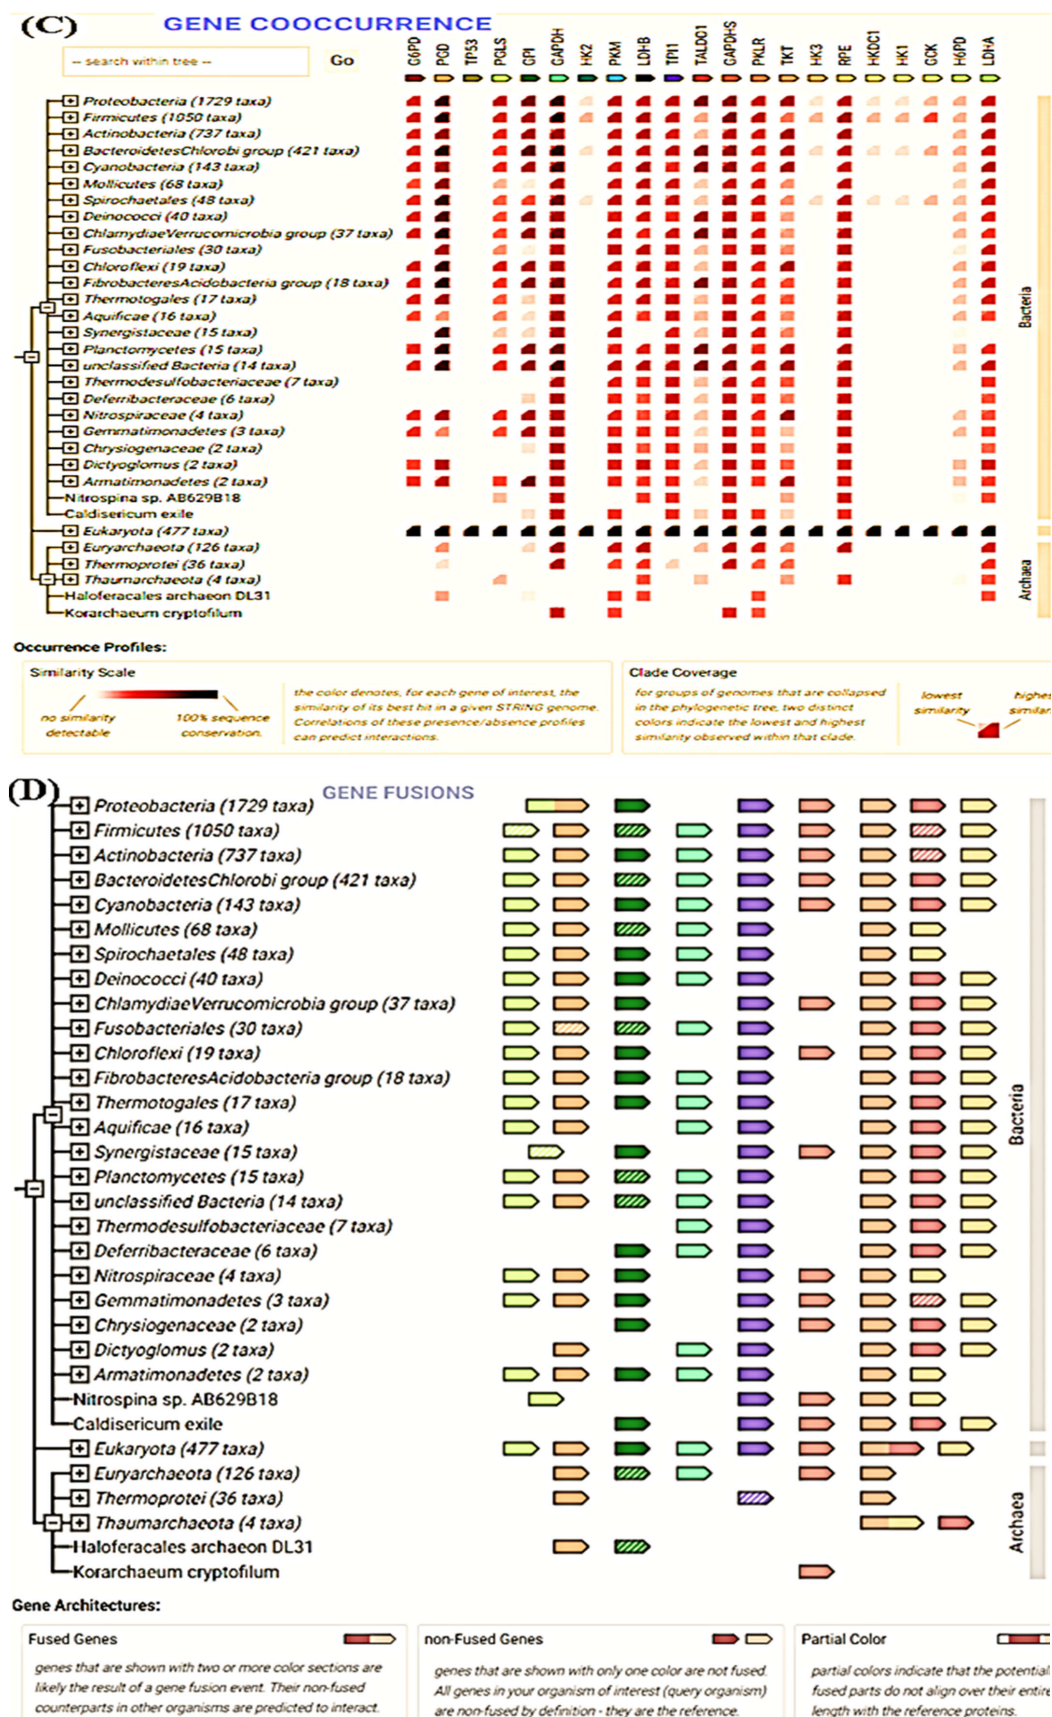 (C)
GENE COOCCURRENCE
-- search within tree --
Go
G6PD PGD TP53 PGLS GPI GAPDH HK2 PKM LDHB TPI1 TALDO1 GAPDHS PKLR TKT HK3 RPE HKDC1 HK1 GCK H6PD LDHA
Proteobacteria (1729 taxa)
Firmicutes (1050 taxa)
Actinobacteria (737 taxa)
BacteroidetesChlorobi group (421 taxa)
Cyanobacteria (143 taxa)
Mollicutes (68 taxa)
Spirochaetales (48 taxa)
Deinococci (40 taxa)
ChlamydiaeVerrucomicrobia group (37 taxa)
Fusobacteriales (30 taxa)
Chloroflexi (19 taxa)
FibrobacteresAcidobacteria group (18 taxa)
Thermotogales (17 taxa)
Aquificae (16 taxa)
Synergistaceae (15 taxa)
Planctomycetes (15 taxa)
unclassified Bacteria (14 taxa)
Thermodesulfobacteriaceae (7 taxa)
Deferribacteraceae (6 taxa)
Nitrospiraceae (4 taxa)
Gemmatimonadetes (3 taxa)
Chrysiogenaceae (2 taxa)
Dictyoglomus (2 taxa)
Armatimonadetes (2 taxa)
Nitrospina sp. AB629B18
Caldisericum exile
Eukaryota (477 taxa)
Euryarchaeota (126 taxa)
Thermoprotei (36 taxa)
Thaumarchaeota (4 taxa)
Haloferacales archaeon DL31
Korarchaeum cryptofilum
Bacteria
Archaea
Occurrence Profiles:
Similarity Scale
no similarity
detectable
100% sequence
conservation.
the color denotes, for each gene of interest, the
similarity of its best hit in a given STRING genome.
Correlations of these presence/absence profiles
can predict interactions.
Clade Coverage
for groups of genomes that are collapsed
in the phylogenetic tree, two distinct
colors indicate the lowest and highest
similarity observed within that clade.
lowest
similarity
highes
similari
(D)
GENE FUSIONS
Proteobacteria (1729 taxa)
Firmicutes (1050 taxa)
Actinobacteria (737 taxa)
BacteroidetesChlorobi group (421 taxa)
Cyanobacteria (143 taxa)
Mollicutes (68 taxa)
Spirochaetales (48 taxa)
Deinococci (40 taxa)
ChlamydiaeVerrucomicrobia group (37 taxa)
Fusobacteriales (30 taxa)
Chloroflexi (19 taxa)
FibrobacteresAcidobacteria group (18 taxa)
Thermotogales (17 taxa)
Aquificae (16 taxa)
Synergistaceae (15 taxa)
Planctomycetes (15 taxa)
unclassified Bacteria (14 taxa)
Thermodesulfobacteriaceae (7 taxa)
Deferribacteraceae (6 taxa)
Nitrospiraceae (4 taxa)
Gemmatimonadetes (3 taxa)
Chrysiogenaceae (2 taxa)
Dictyoglomus (2 taxa)
Armatimonadetes (2 taxa)
Nitrospina sp. AB629B18
Caldisericum exile
Eukaryota (477 taxa)
Euryarchaeota (126 taxa)
Thermoprotei (36 taxa)
Thaumarchaeota (4 taxa)
Haloferacales archaeon DL31
Korarchaeum cryptofilum
Bacteria
Archaea
Gene Architectures:
Fused Genes
genes that are shown with two or more color sections are
likely the result of a gene fusion event. Their non-fused
counterparts in other organisms are predicted to interact.
non-Fused Genes
genes that are shown with only one color are not fused.
All genes in your organism of interest (query organism)
are non-fused by definition - they are the reference.
Partial Color
partial colors indicate that the potentiall
fused parts do not align over their entire
length with the reference proteins.